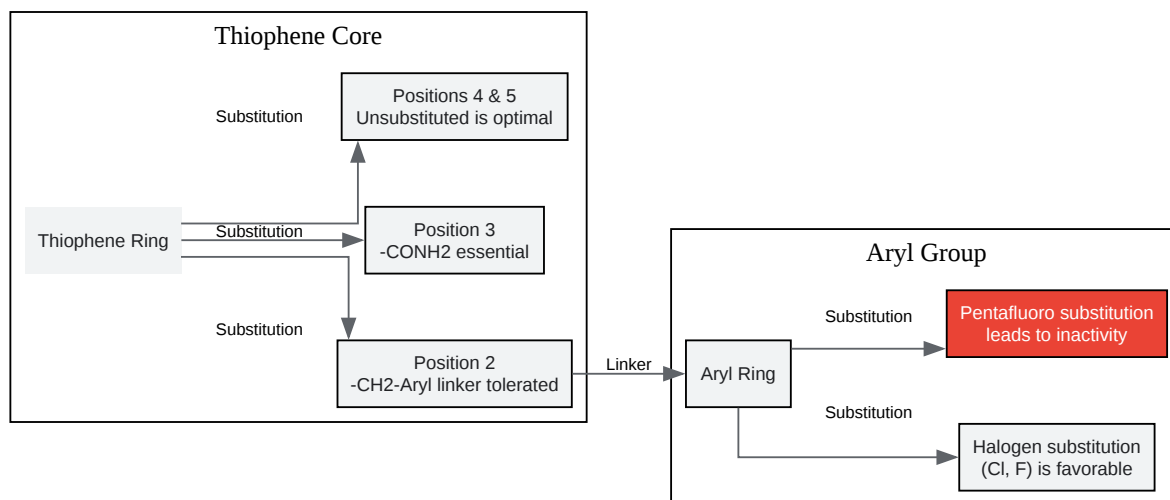 Thiophene Core
Substitution
Positions 4 & 5
Unsubstituted is optimal
Thiophene Ring
Substitution
Position 3
-CONH2 essential
Substitution
Position 2
-CH2-Aryl linker tolerated
Linker
Aryl Group
Aryl Ring
Substitution
Pentafluoro substitution
leads to inactivity
Substitution
Halogen substitution
(Cl, F) is favorable